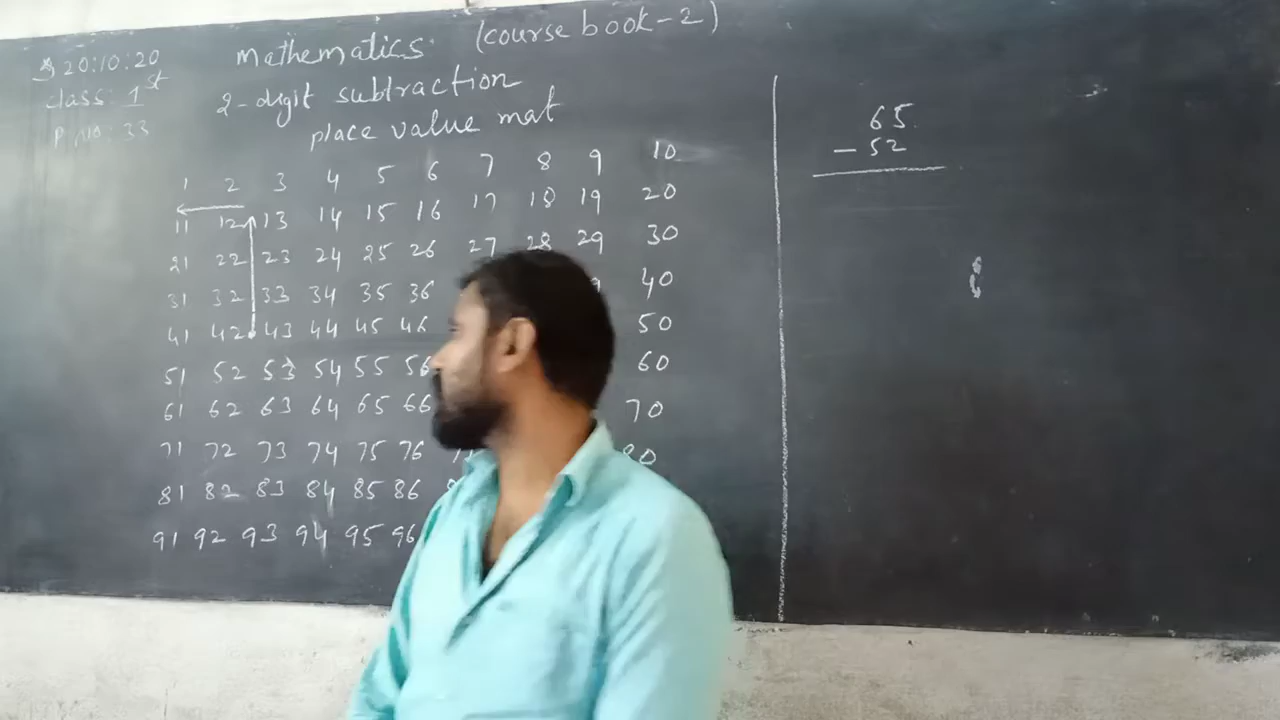 20:10:20
class: 1st
P NO: 33
Mathematics (course book-2)
2-digit subtraction
place value mat
1 2 3 4 5 6 7 8 9 10
11 12 13 14 15 16 17 18 19 20
21 22 23 24 25 26 27 28 29 30
31 32 33 34 35 36 40
41 42 43 44 45 46 50
51 52 53 54 55 56 60
61 62 63 64 65 66 70
71 72 73 74 75 76 80
81 82 83 84 85 86
91 92 93 94 95 96
65
- 52